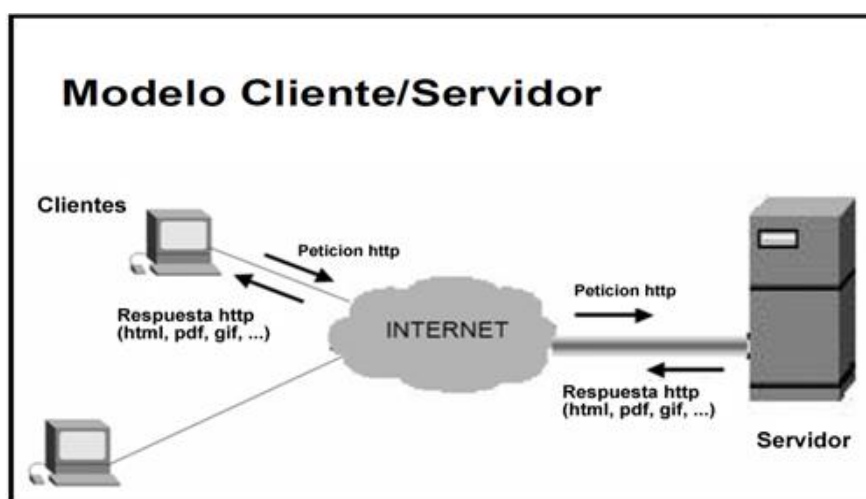 Modelo Cliente/Servidor
Clientes
Peticion http
Respuesta http
(html, pdf, gif, ...)
INTERNET
Peticion http
Respuesta http
(html, pdf, gif, ...)
Servidor